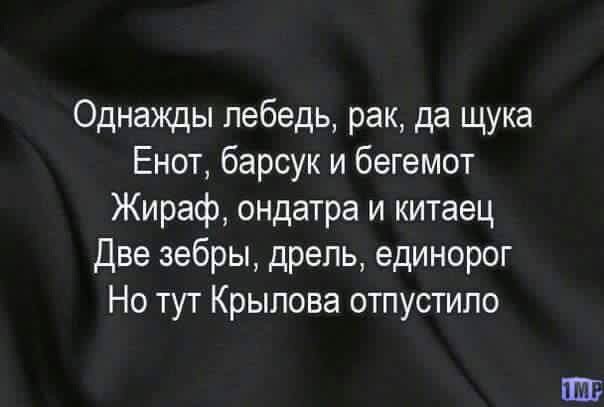 Однажды лебедь, рак, да щука
Енот, барсук и бегемот
Жираф, ондатра и китаец
Две зебры, дрель, единорог
Но тут Крылова отпустило
1MP